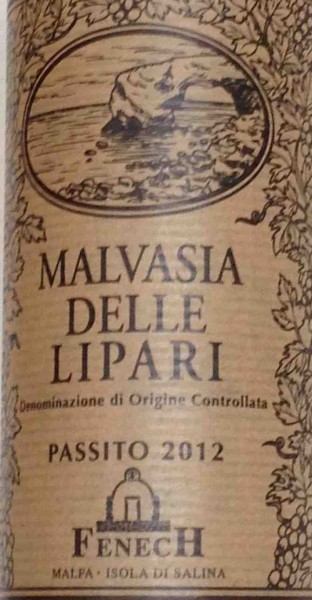 MALVASIA
DELLE
LIPARI
Denominazione di Origine Controllata
PASSITO 2012
FENECH
MALFA · ISOLA DI SALINA